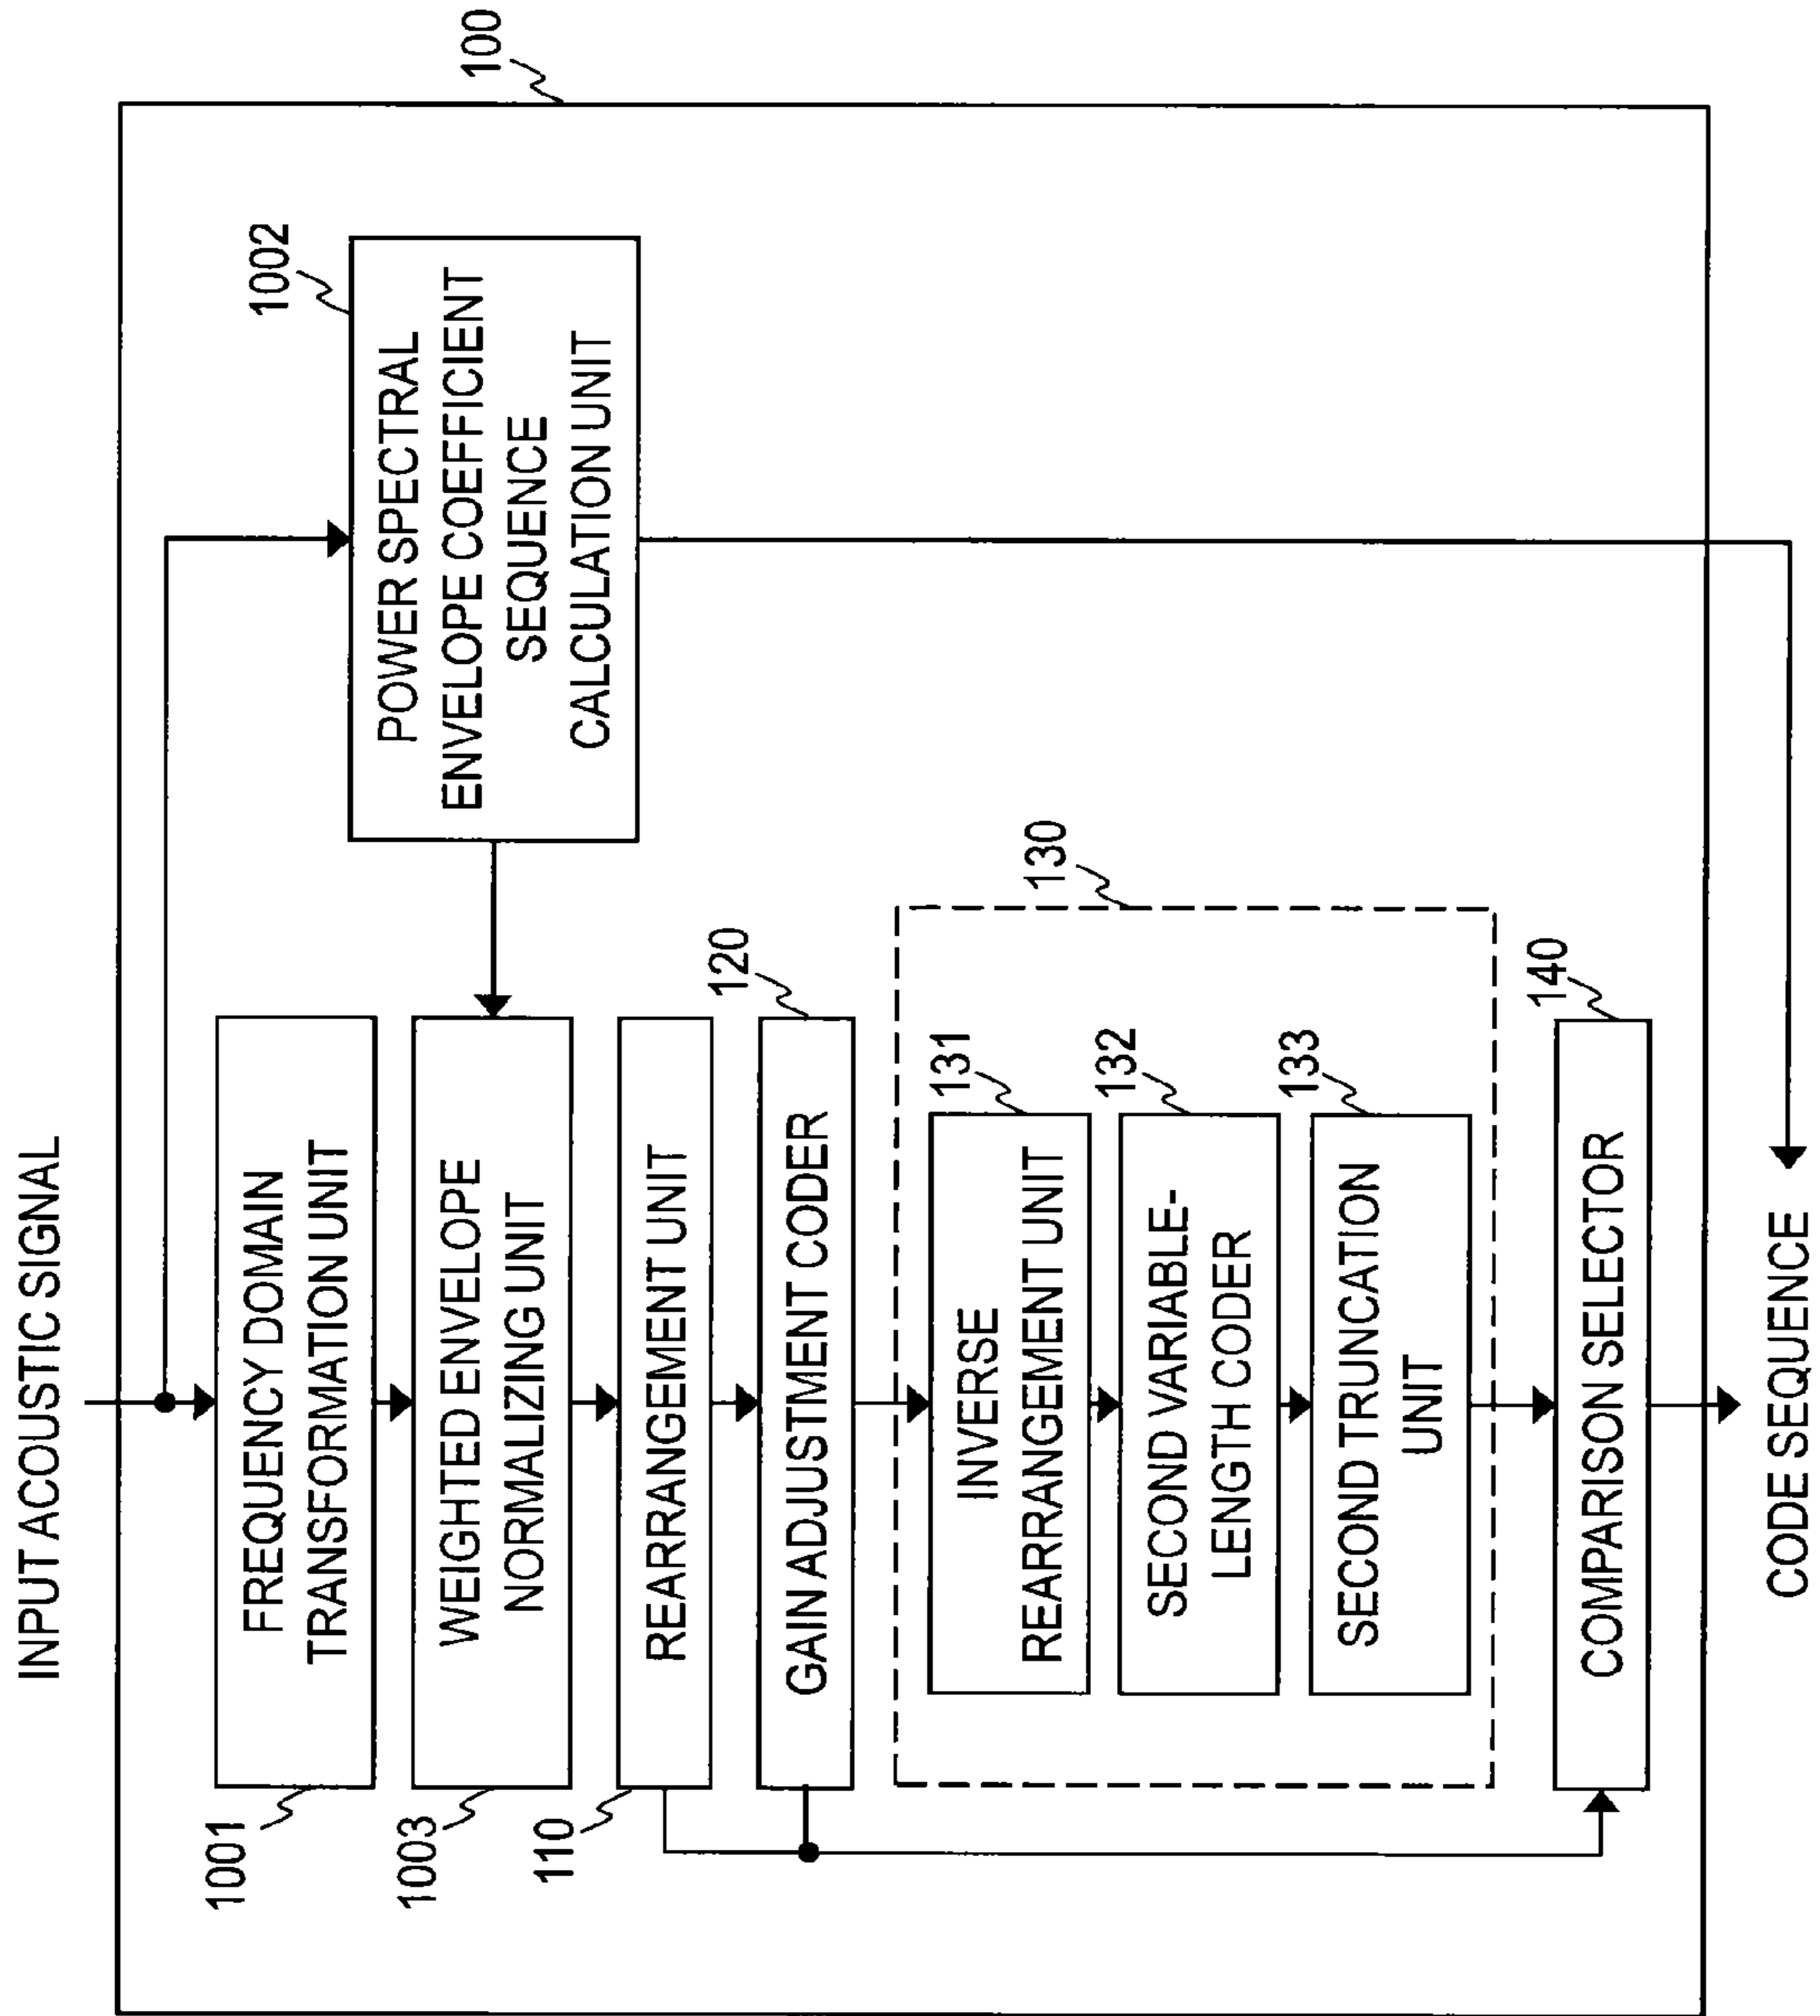 INPUT ACOUSTIC SIGNAL
100
1001
FREQUENCY DOMAIN
TRANSFORMATION UNIT
1002
POWER SPECTRAL
ENVELOPE COEFFICIENT
SEQUENCE
CALCULATION UNIT
1003
WEIGHTED ENVELOPE
NORMALIZING UNIT
110
REARRANGEMENT UNIT
120
GAIN ADJUSTMENT CODER
130
131
INVERSE
REARRANGEMENT UNIT
132
SECOND VARIABLE-
LENGTH CODER
133
SECOND TRUNCATION
UNIT
140
COMPARISON SELECTOR
CODE SEQUENCE